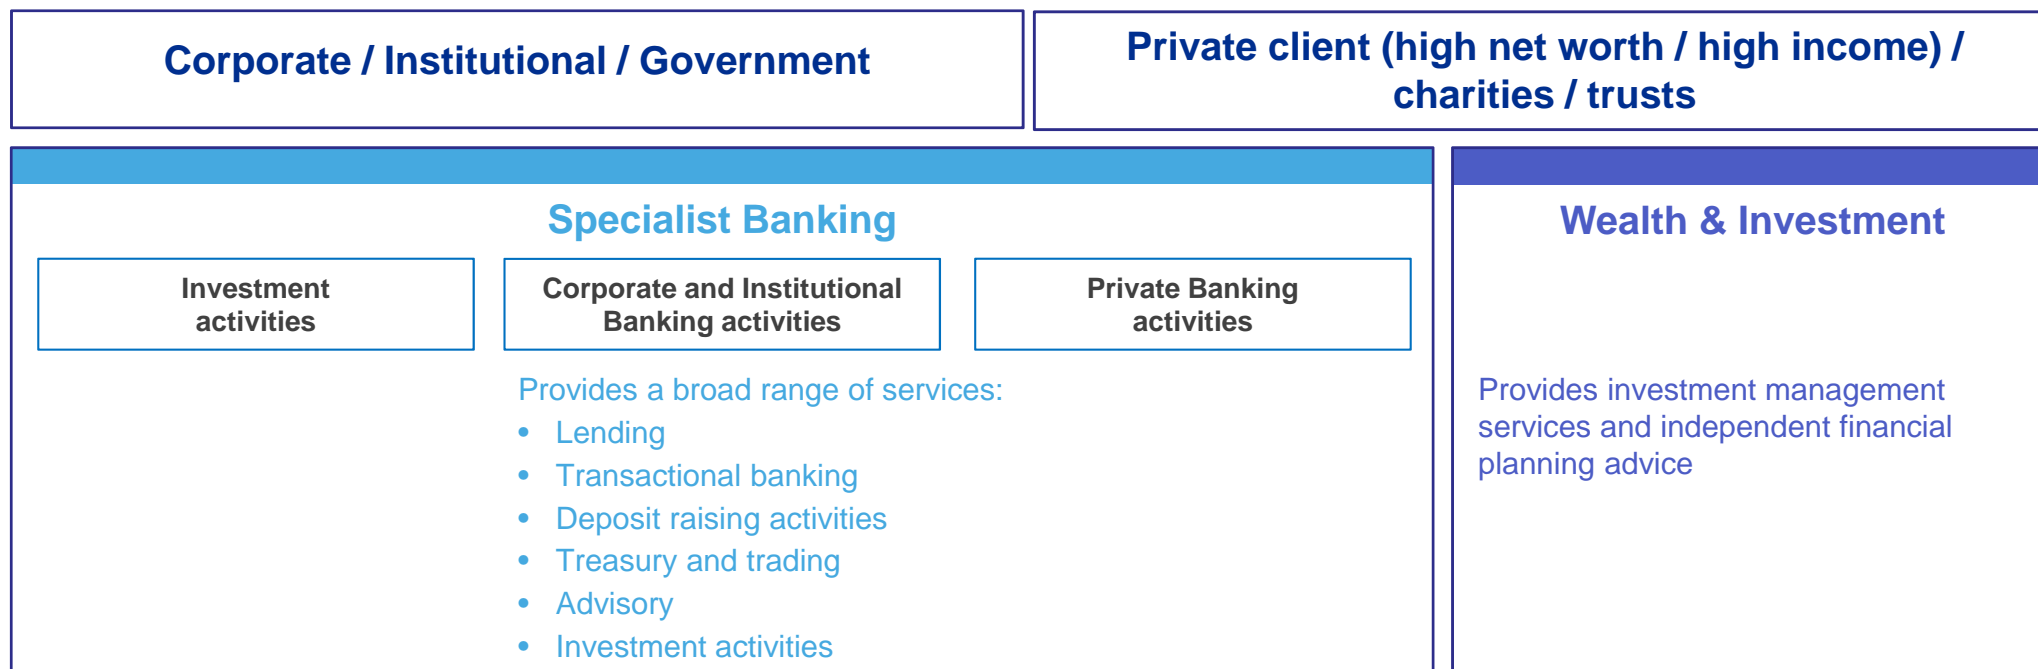 Corporate / Institutional / Government
Private client (high net worth / high income) /
charities / trusts
Specialist Banking
Investment
activities
Corporate and Institutional
Banking activities
Private Banking
activities
Provides a broad range of services:
• Lending
• Transactional banking
• Deposit raising activities
• Treasury and trading
• Advisory
• Investment activities
Wealth & Investment
Provides investment management
services and independent financial
planning advice